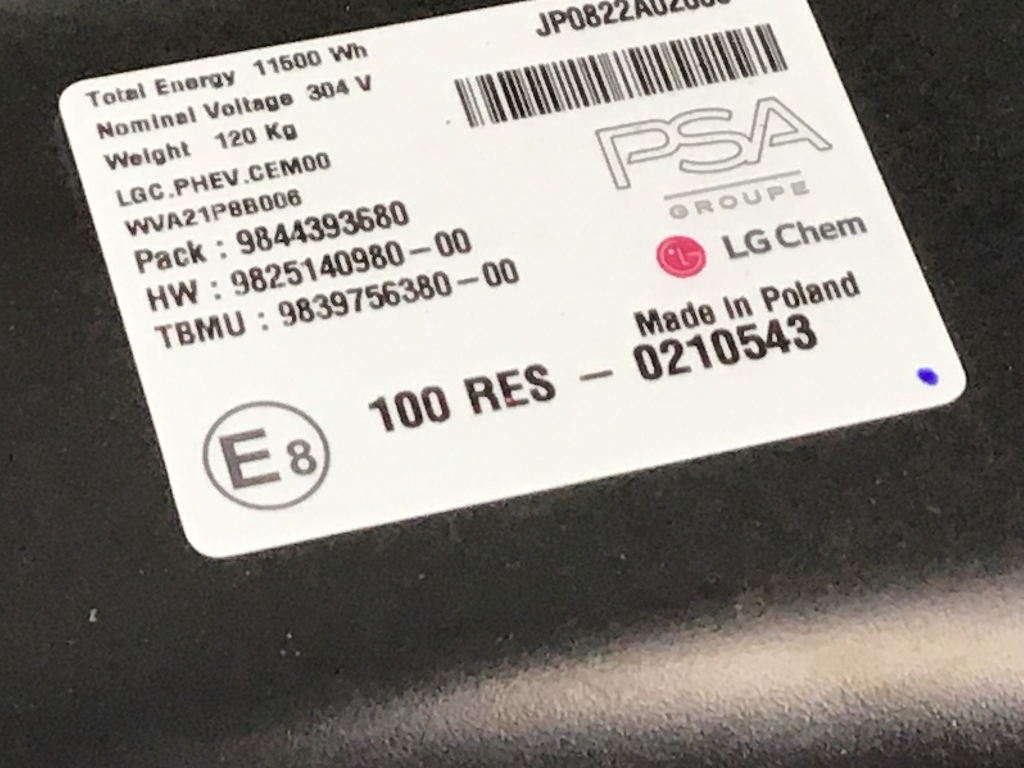 Total Energy 11500 Wh
Nominal Voltage 304 V
Weight 120 Kg
LGC.PHEV.CEM00
WVA21P8B006
Pack : 9844393680
HW : 9825140980-00
TBMU : 9839756380-00
PSA
GROUPE
LG LG Chem
Made in Poland
100 RES - 0210543
E8